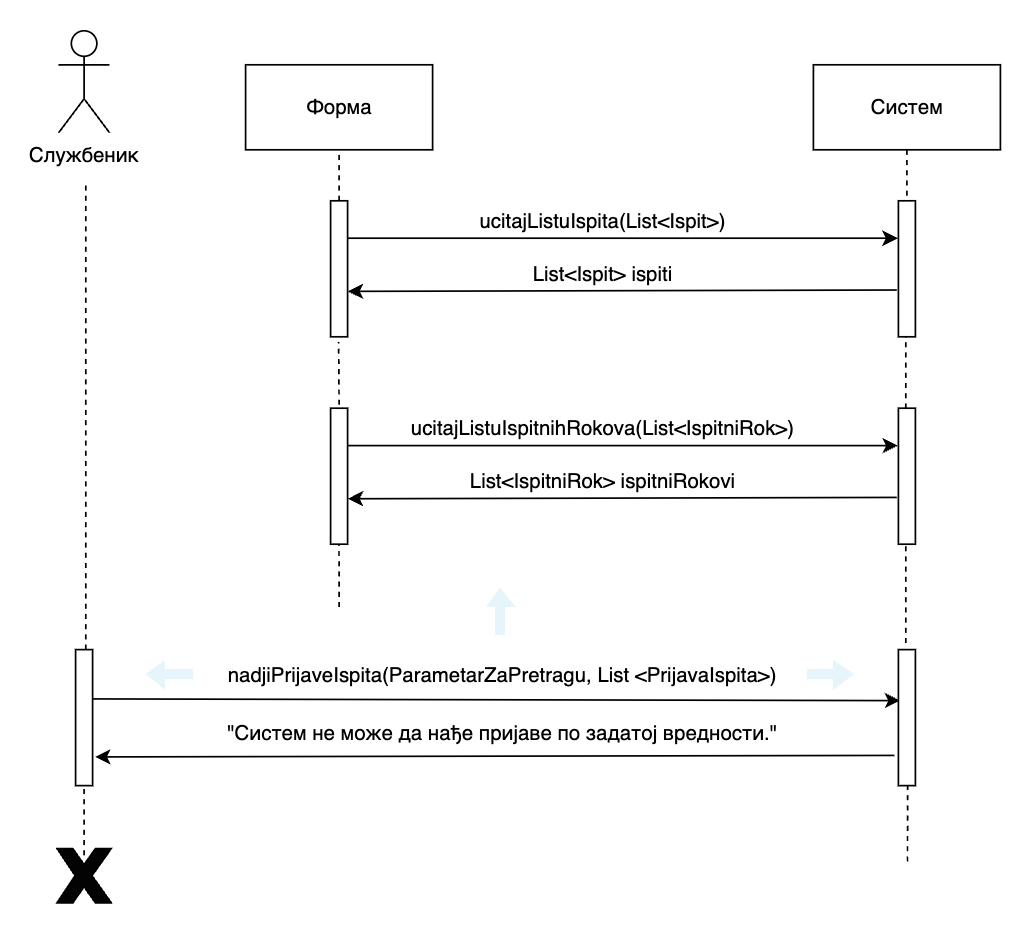 Службеник
Форма
Систем
ucitajListuIspita(List<Ispit>)
List<Ispit> ispiti
ucitajListuIspitnihRokova(List<IspitniRok>)
List<IspitniRok> ispitniRokovi
nadjiPrijaveIspita(ParametarZaPretragu, List <PrijavaIspita>)
"Систем не може да нађе пријаве по задатој вредности."